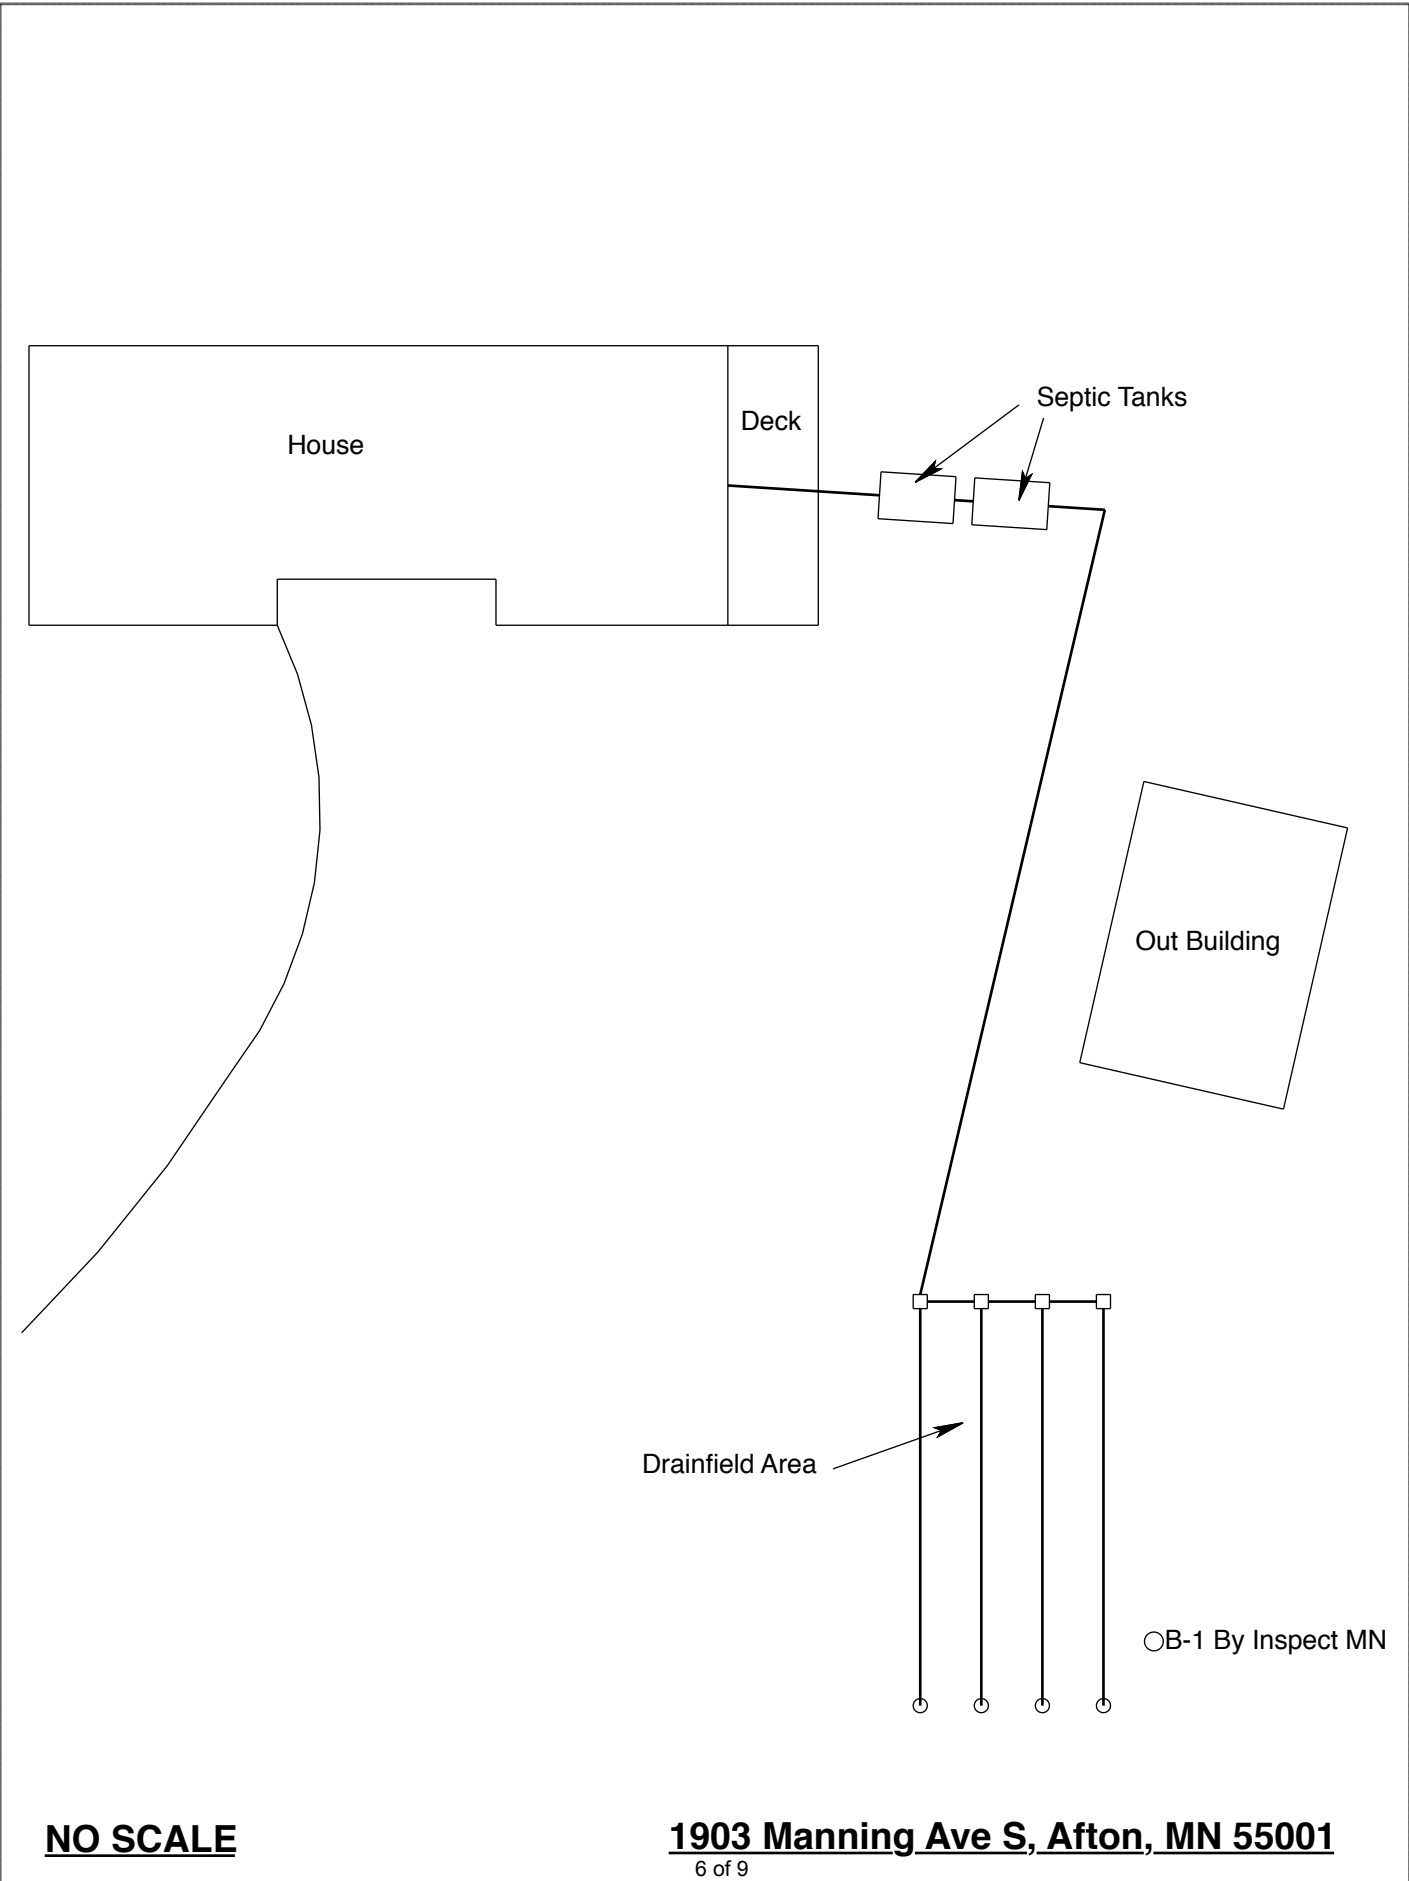 Septic Tanks
Deck
House
Out Building
Drainfield Area
B-1 By Inspect MN
NO SCALE
1903 Manning Ave S, Afton, MN 55001
6 of 9